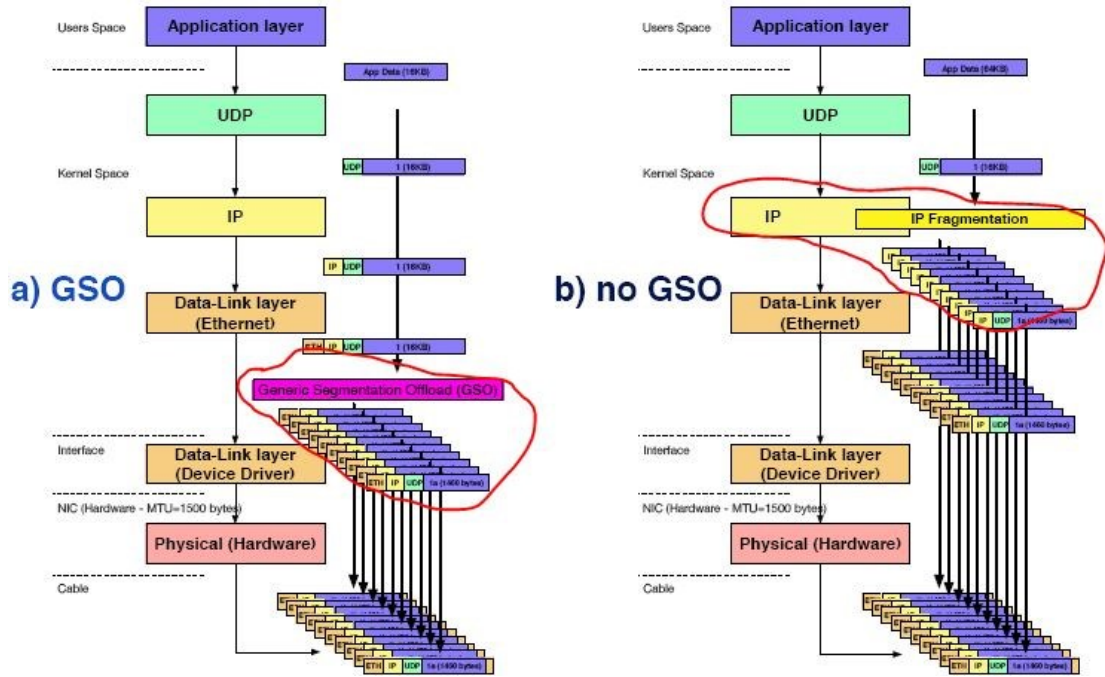 Users Space
Application layer
App Data (16KB)
UDP
UDP 1 (16KB)
Kernel Space
IP
IP UDP 1 (16KB)
a) GSO
Data-Link layer
(Ethernet)
ETH IP UDP 1 (16KB)
Generic Segmentation Offload (GSO)
Interface
Data-Link layer
(Device Driver)
ETH IP UDP 1a (1460 bytes)
NIC (Hardware - MTU=1500 bytes)
Physical (Hardware)
Cable
ETH IP UDP 1a (1460 bytes)
Users Space
Application layer
App Data (64KB)
UDP
UDP 1 (16KB)
Kernel Space
IP
IP Fragmentation
b) no GSO
IP UDP 1a (1460 bytes)
Data-Link layer
(Ethernet)
ETH IP UDP 1a (1460 bytes)
Interface
Data-Link layer
(Device Driver)
NIC (Hardware - MTU=1500 bytes)
Physical (Hardware)
Cable
ETH IP UDP 1a (1460 bytes)